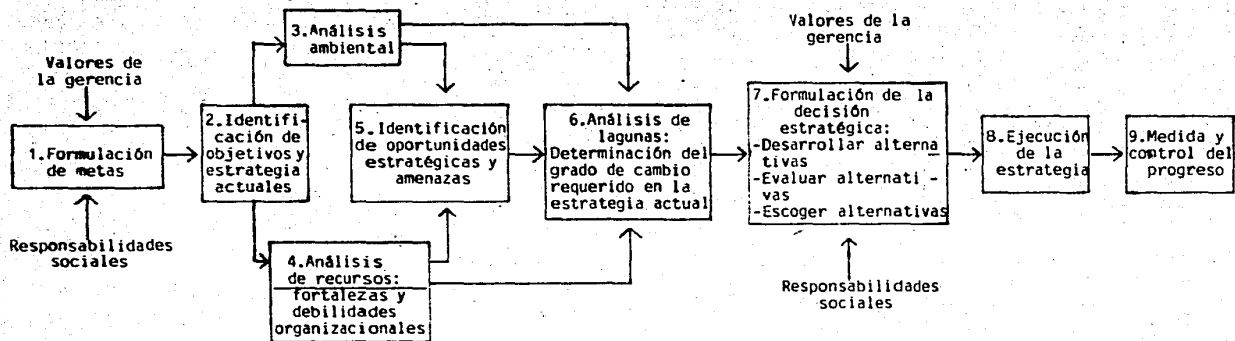 Valores de
la gerencia
1.Formulación
de metas
Responsabilidades
sociales
2.Identifi-
cación de
objetivos y
estrategia
actuales
3.Análisis
ambiental
4.Análisis
de recursos:
fortalezas y
debilidades
organizacionales
5.Identificación
de oportunidades
estratégicas y
amenazas
6.Análisis de
lagunas:
Determinación del
grado de cambio
requerido en la
estrategia actual
Valores de la
gerencia
7.Formulación de la
decisión
estratégica:
-Desarrollar alterna
tivas
-Evaluar alternati-
vas
-Escoger alternativas
Responsabilidades
sociales
8.Ejecución
de la
estrategia
9.Medida y
control del
progreso